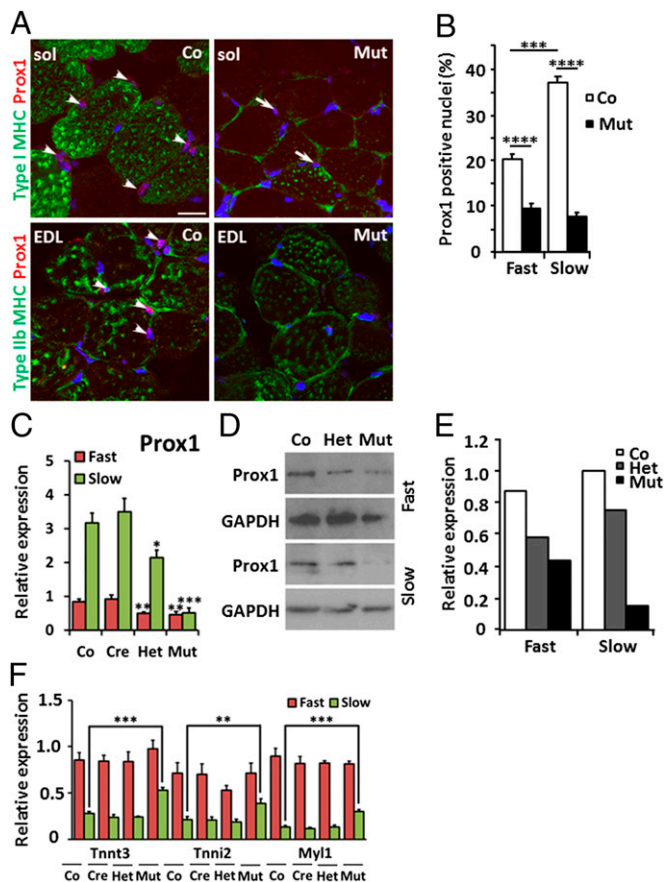 A
sol Co
sol Mut
Type I MHC Prox1
EDL Co
EDL Mut
Type IIb MHC Prox1
B
Prox1 positive nuclei (%)
40
30
20
10
0
***
****
****
Co
Mut
Fast Slow
C
Prox1
Fast
Slow
Relative expression
5
4
3
2
1
0
*
**
**
***
Co Cre Het Mut
D
Co Het Mut
Prox1
GAPDH
Fast
Prox1
GAPDH
Slow
E
Co
Het
Mut
Relative expression
1.2
1.0
0.8
0.6
0.4
0.2
0
Fast Slow
F
Fast Slow
Relative expression
1.5
1.0
0.5
0
***
**
***
Tnnt3 Tnni2 Myl1
Co Cre Het Mut Co Cre Het Mut Co Cre Het Mut